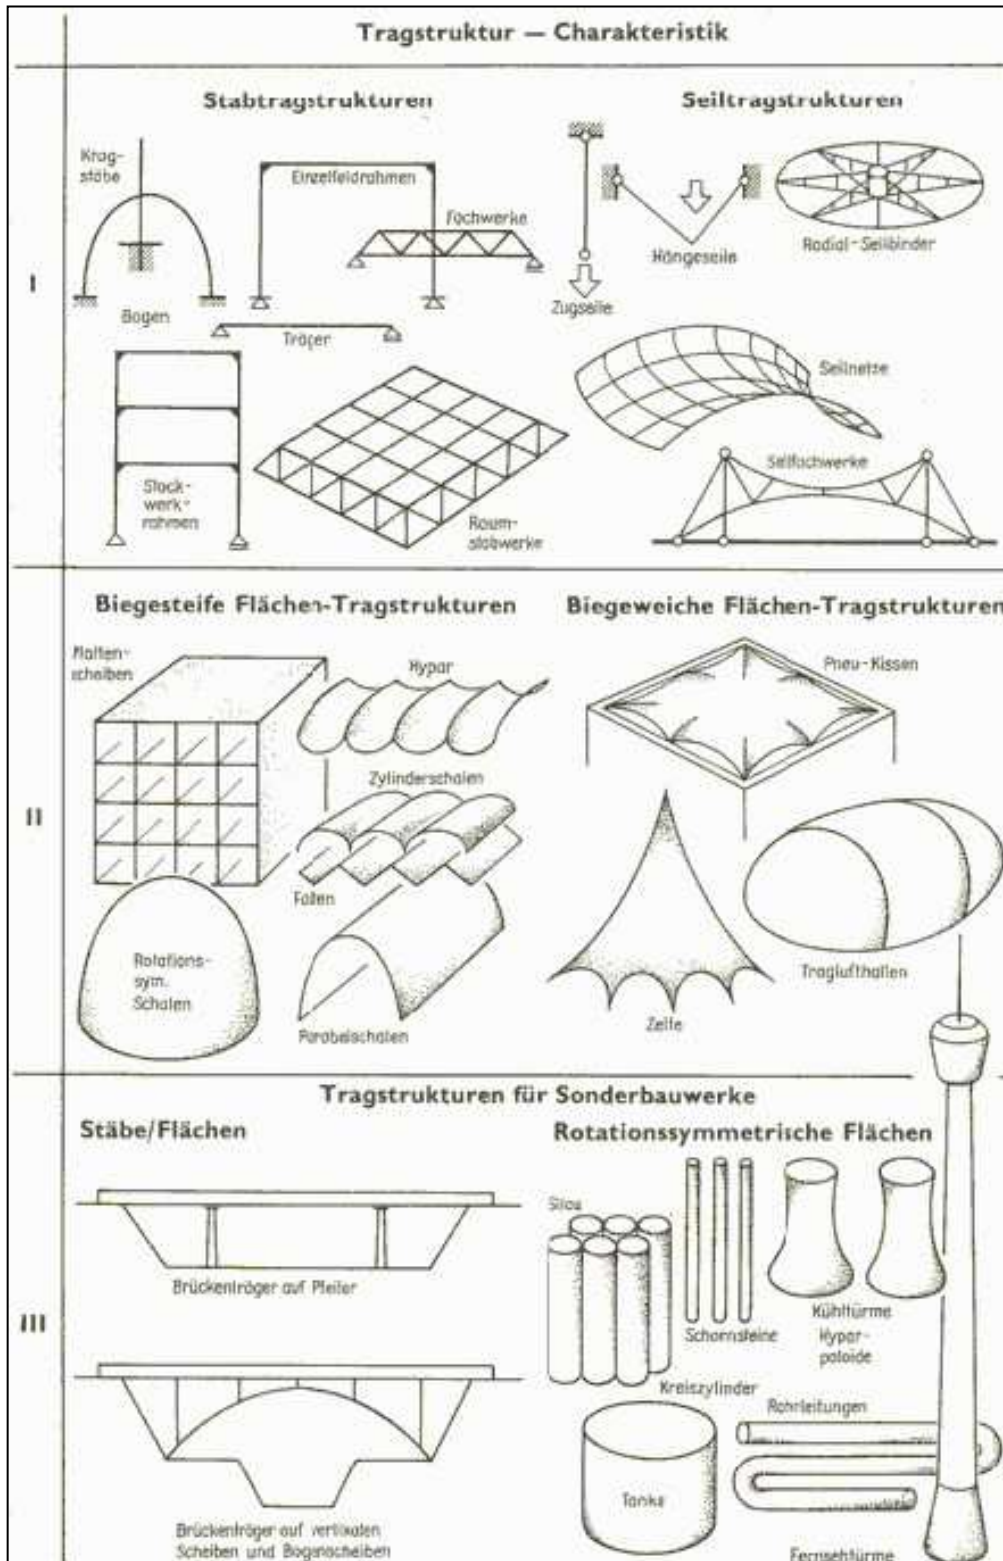 Tragstruktur — Charakteristik
I
Stabtragstrukturen
Krag-
stäbe
Einzelfeldrahmen
Fachwerke
Bogen
Träger
Stock-
werk-
rahmen
Raum-
stabwerke
Seiltragstrukturen
Zugseile
Hängeseile
Radial-Seilbinder
Seilnetze
Seilfachwerke
II
Biegesteife Flächen-Tragstrukturen
Platten-
scheiben
Hypar
Zylinderschalen
Falten
Rotations-
sym.
Schalen
Parabelschalen
Biegeweiche Flächen-Tragstrukturen
Pneu-Kissen
Zelte
Traglufthallen
III
Tragstrukturen für Sonderbauwerke
Stäbe/Flächen
Brückenträger auf Pfeiler
Brückenträger auf vertikalen
Scheiben und Bogenscheiben
Rotationssymmetrische Flächen
Silos
Schornsteine
Kühltürme
Hypar-
poloide
Kreiszylinder
Rohrleitungen
Tanks
Fernsehtürme